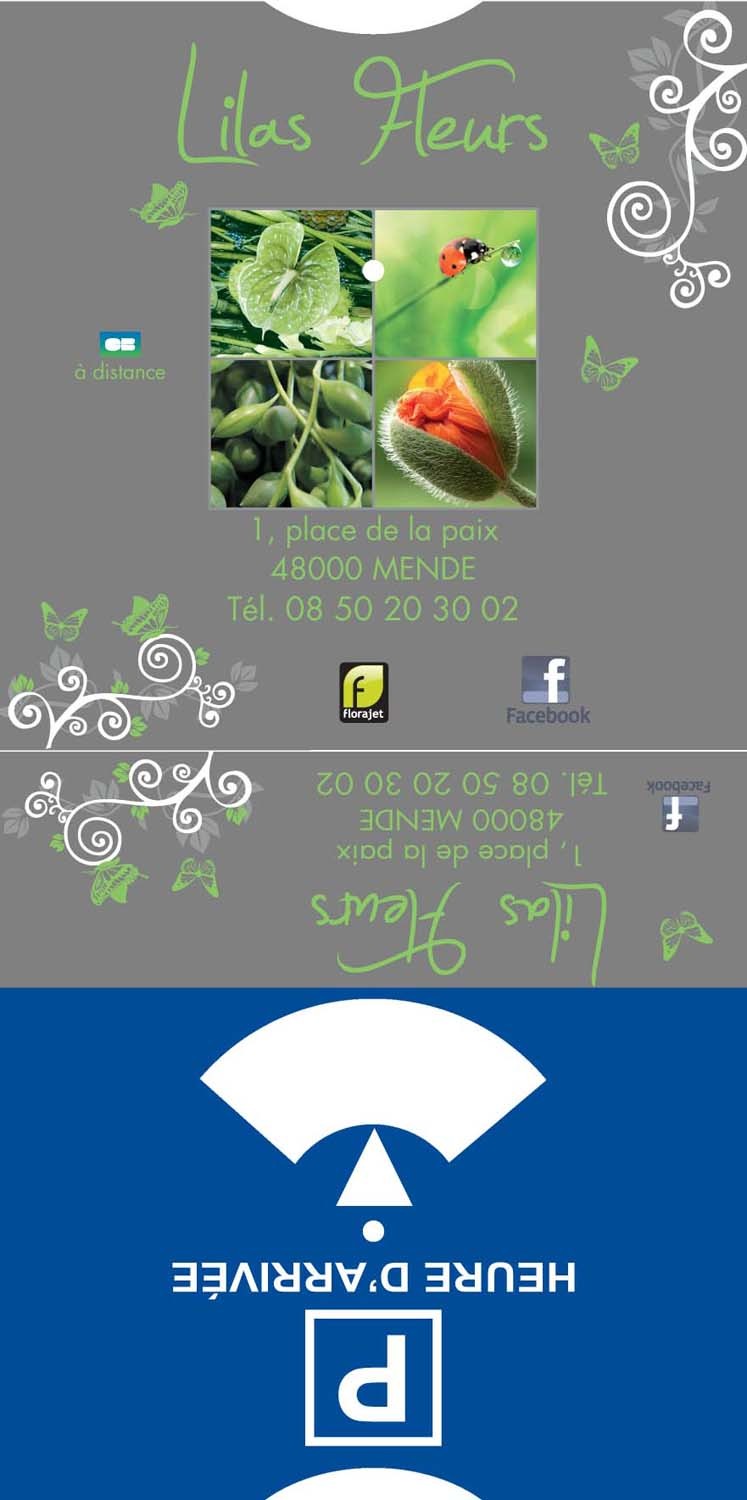 Lilas Fleurs
CB
à distance
1, place de la paix
48000 MENDE
Tél. 08 50 20 30 02
f
florajet
f
Facebook
Tél. 08 50 20 30 02
48000 MENDE
1, place de la paix
Lilas Fleurs
f
Facebook
HEURE D'ARRIVÉE
P